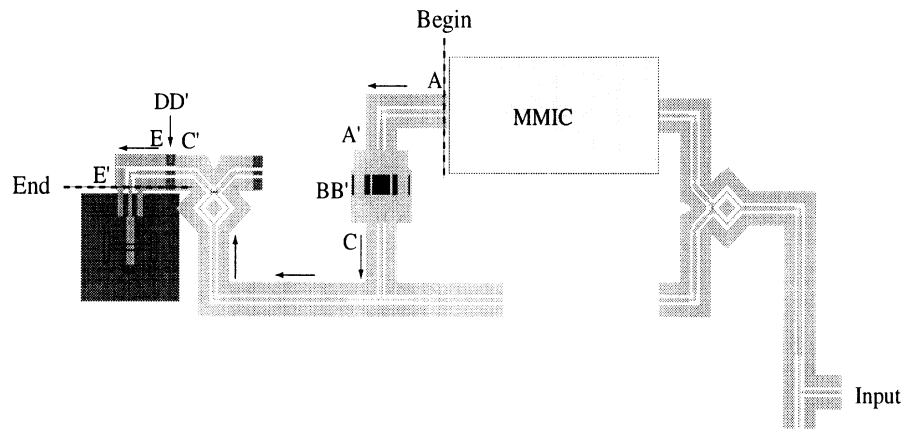 Begin
A
MMIC
DD'
E C'
A'
E'
End
BB'
C
Input